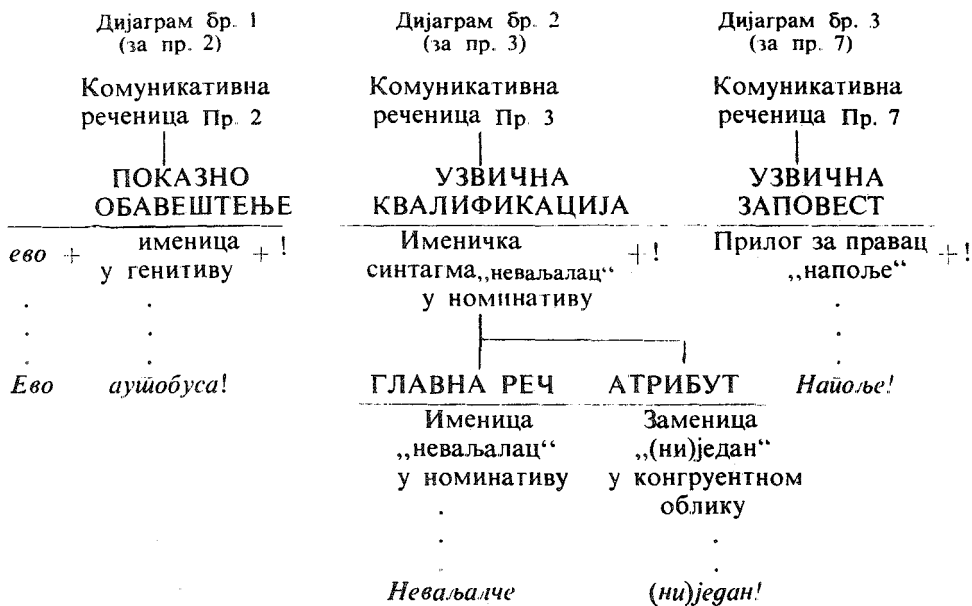 Дијаграм бр. 1 Дијаграм бр. 2 Дијаграм бр. 3
(за пр. 2) (за пр. 3) (за пр. 7)
Комуникативна Комуникативна Комуникативна
реченица Пр. 2 реченица Пр. 3 реченица Пр. 7
ПОКАЗНО УЗВИЧНА УЗВИЧНА
ОБАВЕШТЕЊЕ КВАЛИФИКАЦИЈА ЗАПОВЕСТ
ево + именица + ! Именичка + ! Прилог за правац + !
у генитиву синтагма „неваљалац“ „напоље“
у номинативу
. . .
. . .
. . .
Ево аутобуса! ГЛАВНА РЕЧ АТРИБУТ Напоље!
Именица Заменица
„неваљалац“ „(ни)један“
у номинативу у конгруентном
. облику
. .
. .
Неваљалче (ни)један!